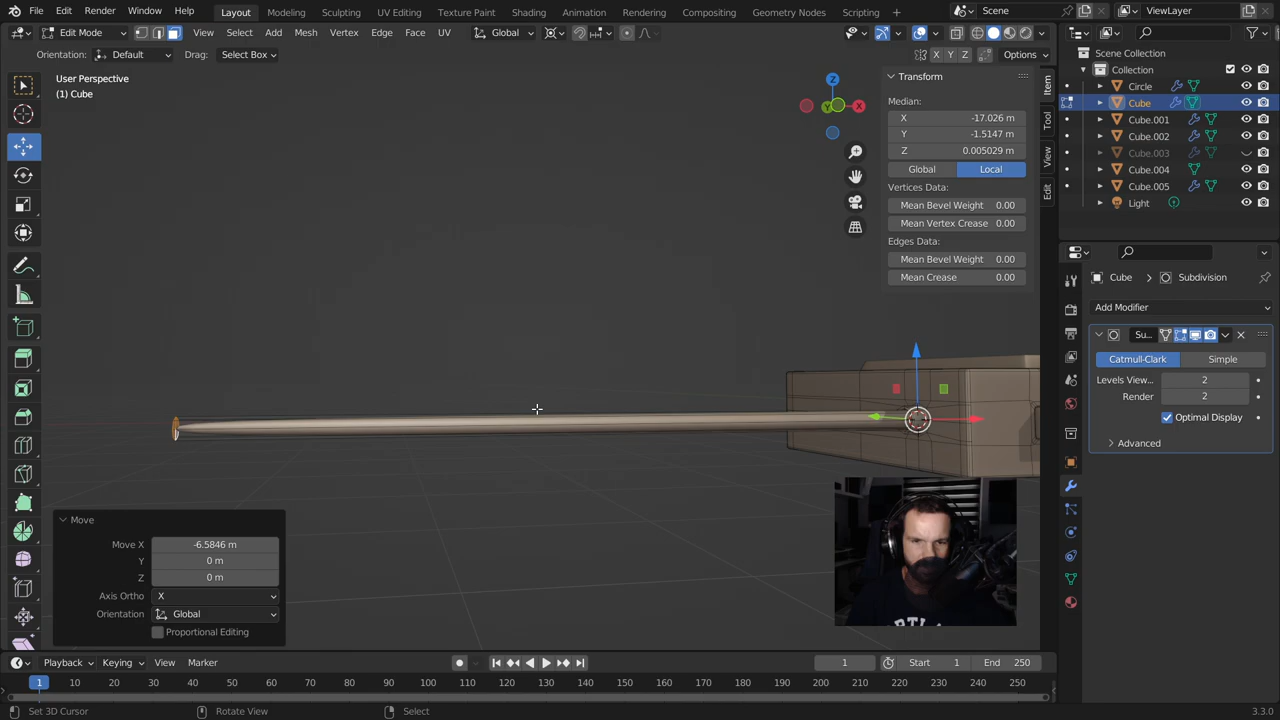 File Edit Render Window Help Layout Modeling Sculpting UV Editing Texture Paint Shading Animation Rendering Compositing Geometry Nodes Scripting Scene ViewLayer
Edit Mode View Select Add Mesh Vertex Edge Face UV Global
Orientation: Default Drag: Select Box X Y Z Options
User Perspective
(1) Cube
Z
Y X
Transform
Median:
X -17.026 m
Y -1.5147 m
Z 0.005029 m
Global Local
Vertices Data:
Mean Bevel Weight 0.00
Mean Vertex Crease 0.00
Edges Data:
Mean Bevel Weight 0.00
Mean Crease 0.00
Item
Tool
View
Edit
Scene Collection
Collection
Circle
Cube
Cube.001
Cube.002
Cube.003
Cube.004
Cube.005
Light
Cube Subdivision
Add Modifier
Su...
Catmull-Clark Simple
Levels View... 2
Render 2
Optimal Display
Advanced
Move
Move X -6.5846 m
Y 0 m
Z 0 m
Axis Ortho X
Orientation Global
Proportional Editing
Playback Keying View Marker 1 Start 1 End 250
1 10 20 30 40 50 60 70 80 90 100 110 120 130 140 150 160 170 180 190 200 210 220 230 240 250
Set 3D Cursor Rotate View Select 3.3.0